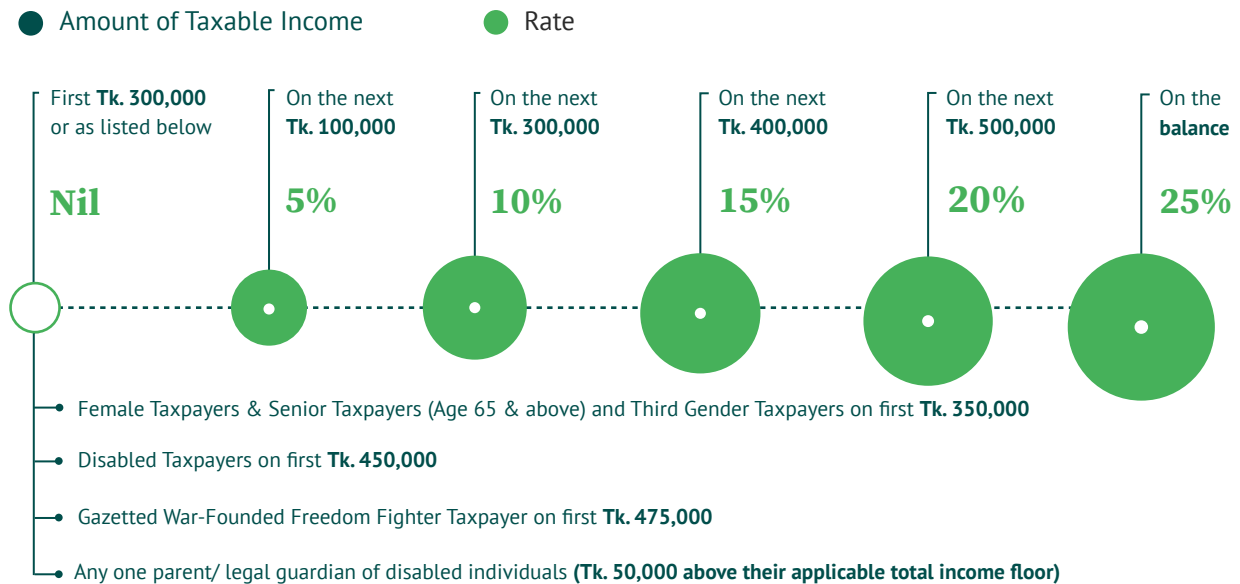 Amount of Taxable Income
Rate
First Tk. 300,000
or as listed below
Nil
On the next
Tk. 100,000
5%
On the next
Tk. 300,000
10%
On the next
Tk. 400,000
15%
On the next
Tk. 500,000
20%
On the
balance
25%
Female Taxpayers & Senior Taxpayers (Age 65 & above) and Third Gender Taxpayers on first Tk. 350,000
Disabled Taxpayers on first Tk. 450,000
Gazetted War-Founded Freedom Fighter Taxpayer on first Tk. 475,000
Any one parent/ legal guardian of disabled individuals (Tk. 50,000 above their applicable total income floor)